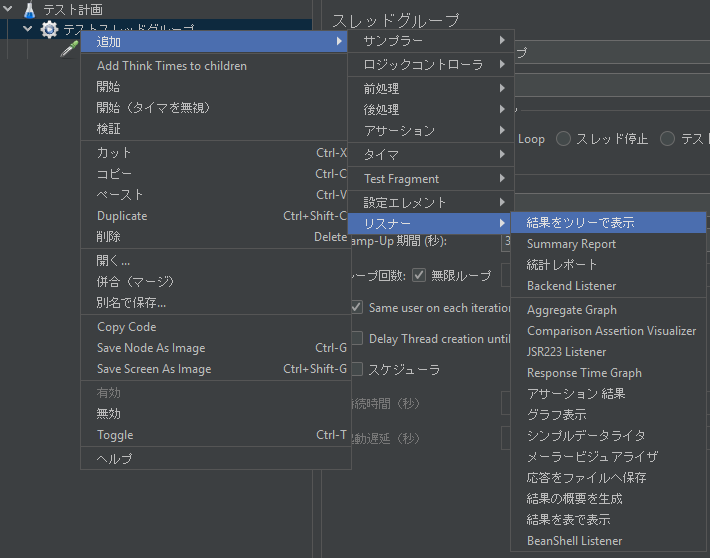 テスト計画
テストスレッドグループ
追加
Add Think Times to children
開始
開始（タイマを無視）
検証
カット Ctrl-X
コピー Ctrl-C
ペースト Ctrl-V
Duplicate Ctrl+Shift-C
削除 Delete
開く...
併合（マージ）
別名で保存...
Copy Code
Save Node As Image Ctrl-G
Save Screen As Image Ctrl+Shift-G
有効
無効
Toggle Ctrl-T
ヘルプ
サンプラー
ロジックコントローラ
前処理
後処理
アサーション
タイマ
Test Fragment
設定エレメント
リスナー
結果をツリーで表示
Summary Report
統計レポート
Backend Listener
Aggregate Graph
Comparison Assertion Visualizer
JSR223 Listener
Response Time Graph
アサーション 結果
グラフ表示
シンプルデータライタ
メーラービジュアライザ
応答をファイルへ保存
結果の概要を生成
結果を表で表示
BeanShell Listener
スレッドグループ
プ
Loop スレッド停止 テス
amp-Up 期間 (秒): 3
ープ回数: 無限ループ
Same user on each iteration
Delay Thread creation until
スケジューラ
続時間（秒）
動遅延（秒）